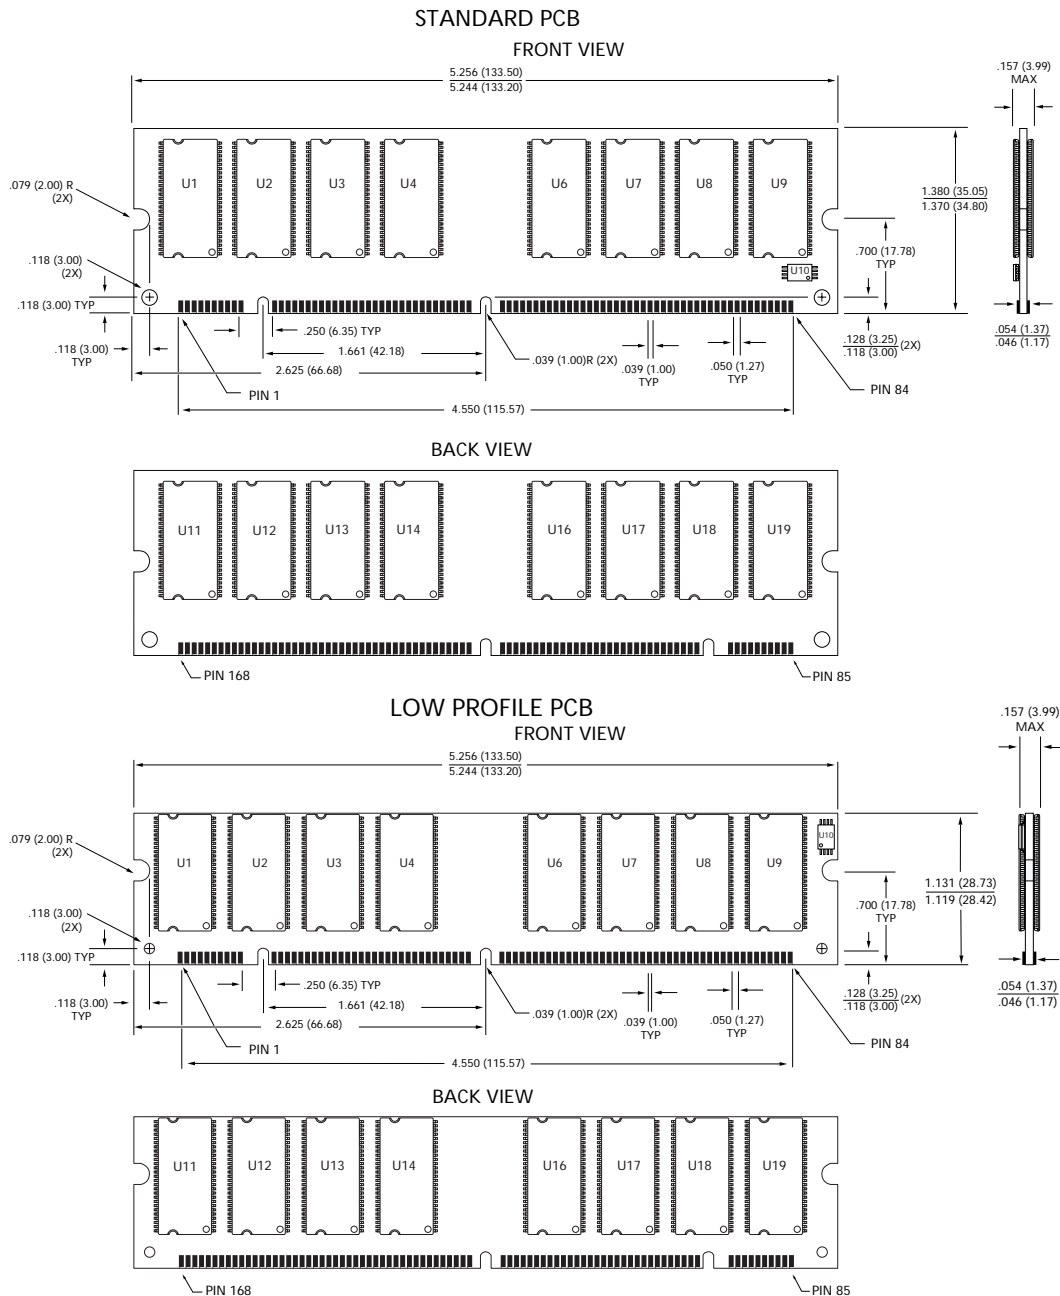 STANDARD PCB
FRONT VIEW
5.256 (133.50)
5.244 (133.20)
.157 (3.99)
MAX
U1
U2
U3
U4
U6
U7
U8
U9
U10
.079 (2.00) R
(2X)
.118 (3.00)
(2X)
.118 (3.00) TYP
.118 (3.00)
TYP
1.380 (35.05)
1.370 (34.80)
.700 (17.78)
TYP
.250 (6.35) TYP
1.661 (42.18)
2.625 (66.68)
.039 (1.00)R (2X)
.039 (1.00)
TYP
.050 (1.27)
TYP
.128 (3.25)
.118 (3.00)
(2X)
.054 (1.37)
.046 (1.17)
PIN 1
PIN 84
4.550 (115.57)
BACK VIEW
U11
U12
U13
U14
U16
U17
U18
U19
PIN 168
PIN 85
LOW PROFILE PCB
FRONT VIEW
5.256 (133.50)
5.244 (133.20)
.157 (3.99)
MAX
U1
U2
U3
U4
U6
U7
U8
U9
U10
.079 (2.00) R
(2X)
.118 (3.00)
(2X)
.118 (3.00) TYP
.118 (3.00)
TYP
1.131 (28.73)
1.119 (28.42)
.700 (17.78)
TYP
.250 (6.35) TYP
1.661 (42.18)
2.625 (66.68)
.039 (1.00)R (2X)
.039 (1.00)
TYP
.050 (1.27)
TYP
.128 (3.25)
.118 (3.00)
(2X)
.054 (1.37)
.046 (1.17)
PIN 1
PIN 84
4.550 (115.57)
BACK VIEW
U11
U12
U13
U14
U16
U17
U18
U19
PIN 168
PIN 85